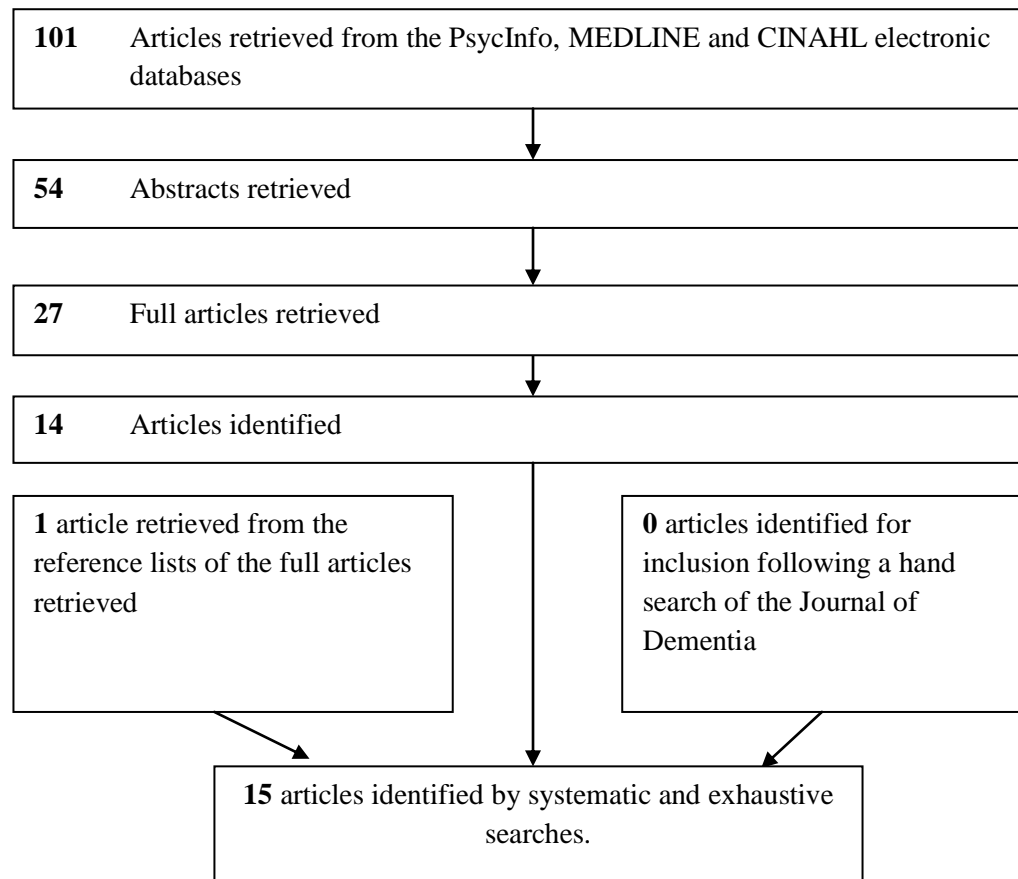 101 Articles retrieved from the PsycInfo, MEDLINE and CINAHL electronic
databases
54 Abstracts retrieved
27 Full articles retrieved
14 Articles identified
1 article retrieved from the
reference lists of the full articles
retrieved
0 articles identified for
inclusion following a hand
search of the Journal of
Dementia
15 articles identified by systematic and exhaustive
searches.